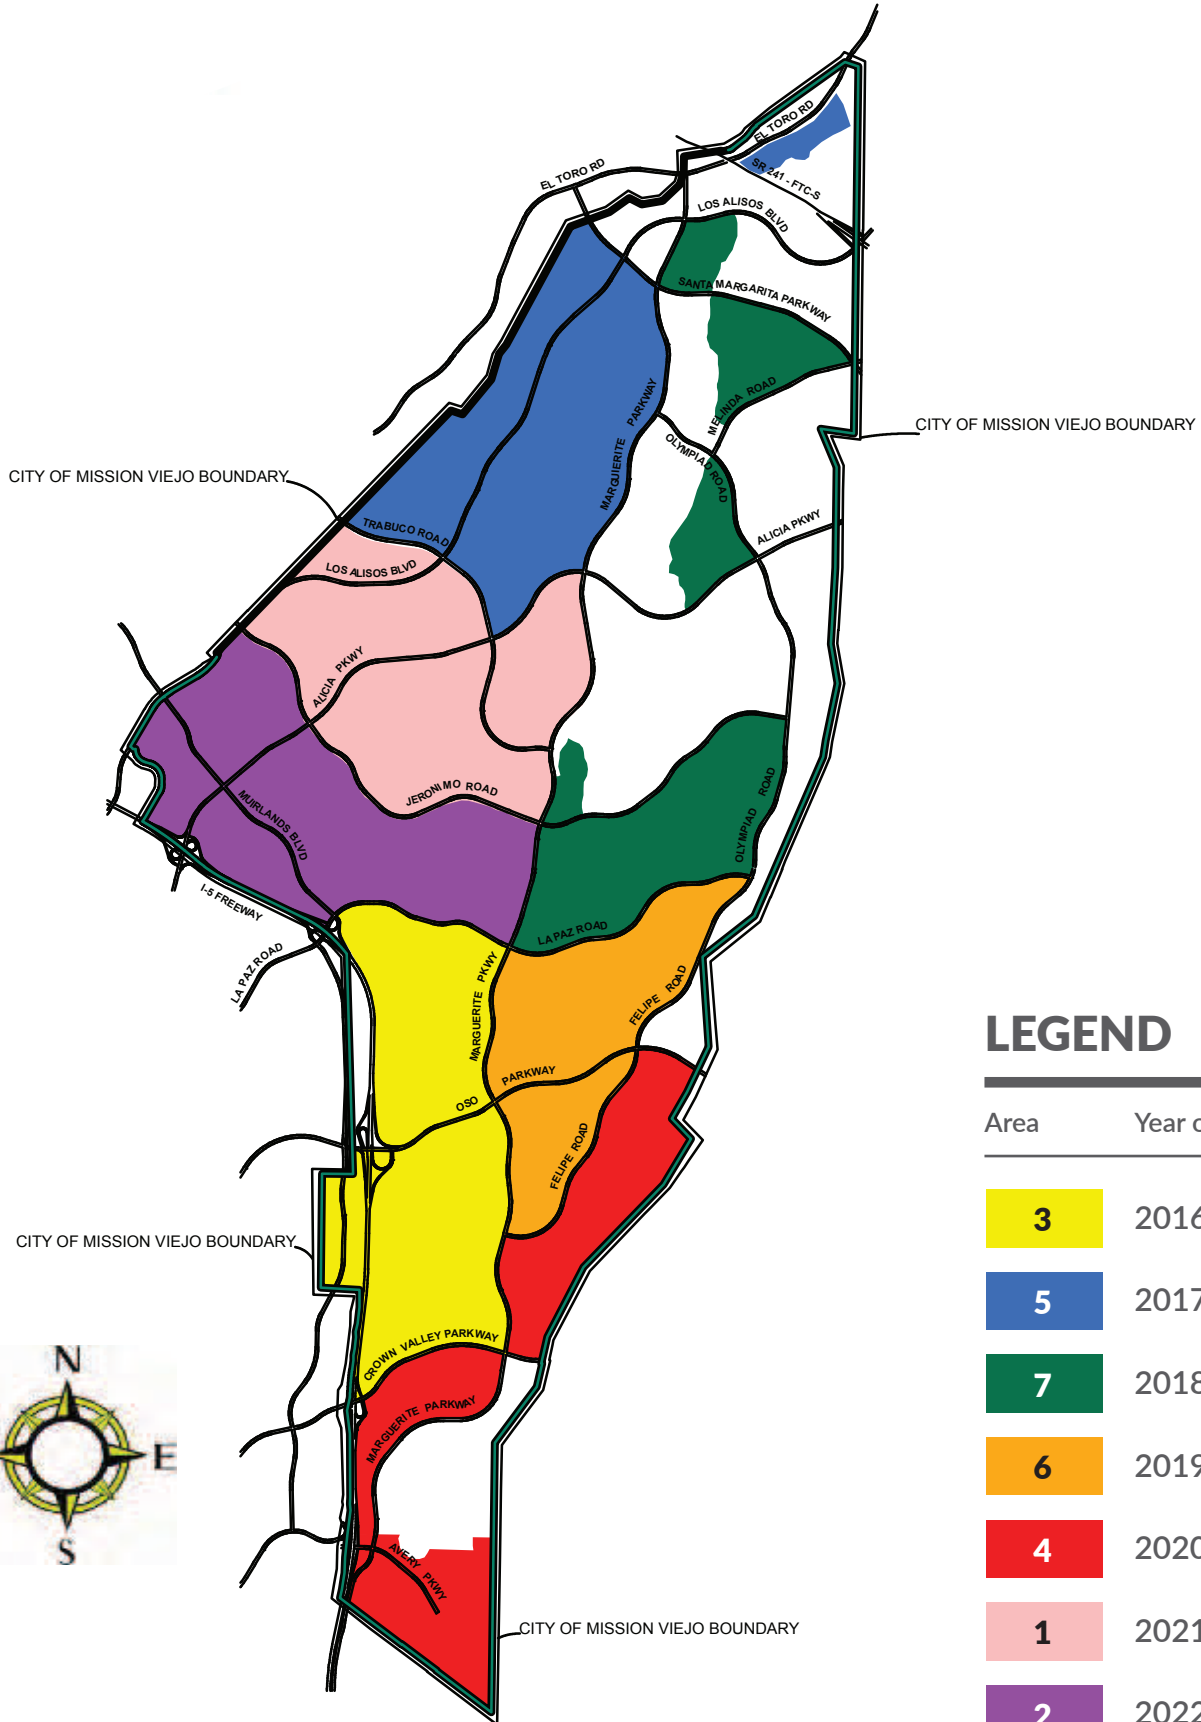 EL TORO RD
EL TORO RD
SR 241 - FTC-S
LOS ALISOS BLVD
SANTA MARGARITA PARKWAY
MELINDA ROAD
MARGUIERITE PARKWAY
OLYMPIAD ROAD
CITY OF MISSION VIEJO BOUNDARY
CITY OF MISSION VIEJO BOUNDARY
TRABUCO ROAD
ALICIA PKWY
LOS ALISOS BLVD
ALICIA PKWY
JERONIMO ROAD
MUIRLANDS BLVD
OLYMPIAD ROAD
I-5 FREEWAY
LA PAZ ROAD
LA PAZ ROAD
MARGUERITE PKWY
FELIPE ROAD
OSO PARKWAY
FELIPE ROAD
CITY OF MISSION VIEJO BOUNDARY
CROWN VALLEY PARKWAY
MARGUERITE PARKWAY
AVERY PKWY
CITY OF MISSION VIEJO BOUNDARY
N
E
S
LEGEND
Area Year
3 2016
5 2017
7 2018
6 2019
4 2020
1 2021
2 2022